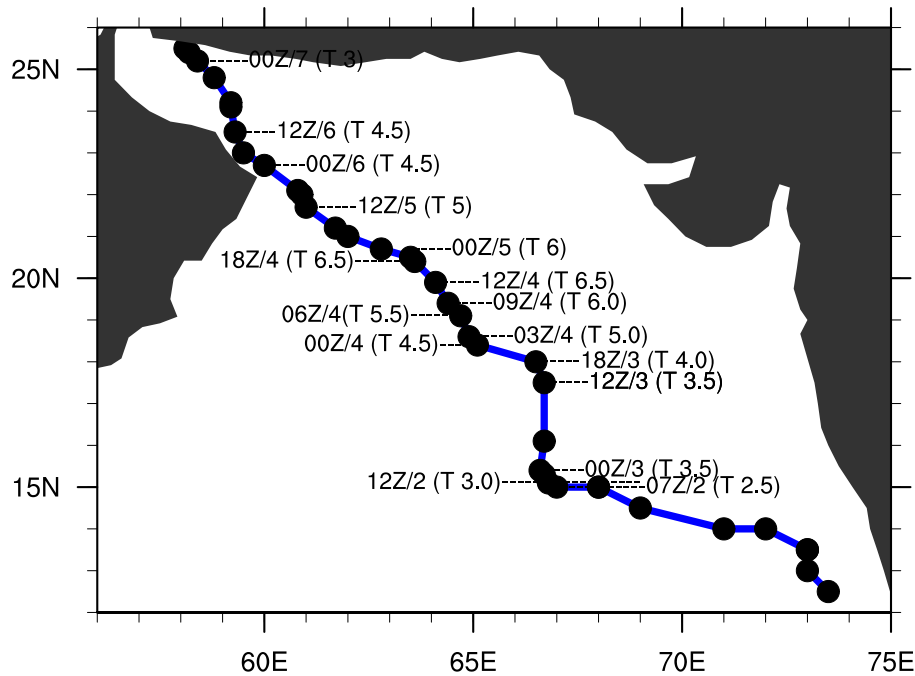 25N
00Z/7 (T 3)
12Z/6 (T 4.5)
00Z/6 (T 4.5)
12Z/5 (T 5)
00Z/5 (T 6)
18Z/4 (T 6.5)
20N
12Z/4 (T 6.5)
09Z/4 (T 6.0)
06Z/4(T 5.5)
03Z/4 (T 5.0)
00Z/4 (T 4.5)
18Z/3 (T 4.0)
12Z/3 (T 3.5)
00Z/3 (T 3.5)
12Z/2 (T 3.0)
15N
07Z/2 (T 2.5)
60E 65E 70E 75E